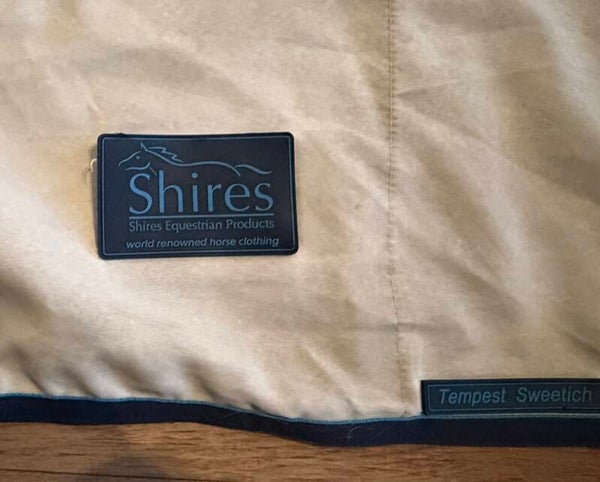 Shires
Shires Equestrian Products
world renowned horse clothing
Tempest Sweetich